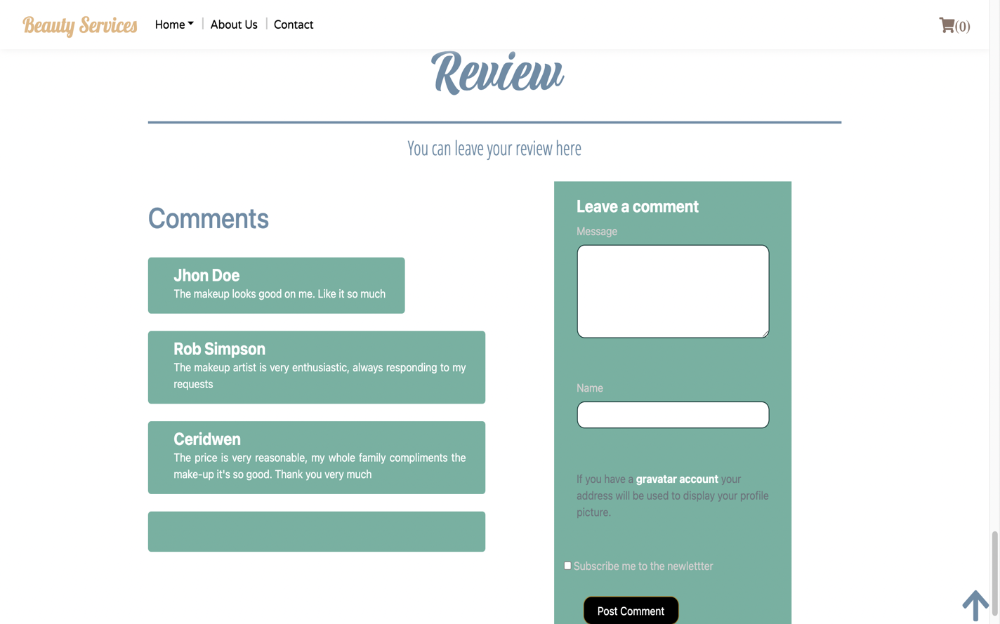 Beauty Services
Home
About Us
Contact
(0)
Review
You can leave your review here
Comments
Jhon Doe
The makeup looks good on me. Like it so much
Rob Simpson
The makeup artist is very enthusiastic, always responding to my
requests
Ceridwen
The price is very reasonable, my whole family compliments the
make-up it's so good. Thank you very much
Leave a comment
Message
Name
If you have a gravatar account your
address will be used to display your profile
picture.
Subscribe me to the newlettter
Post Comment